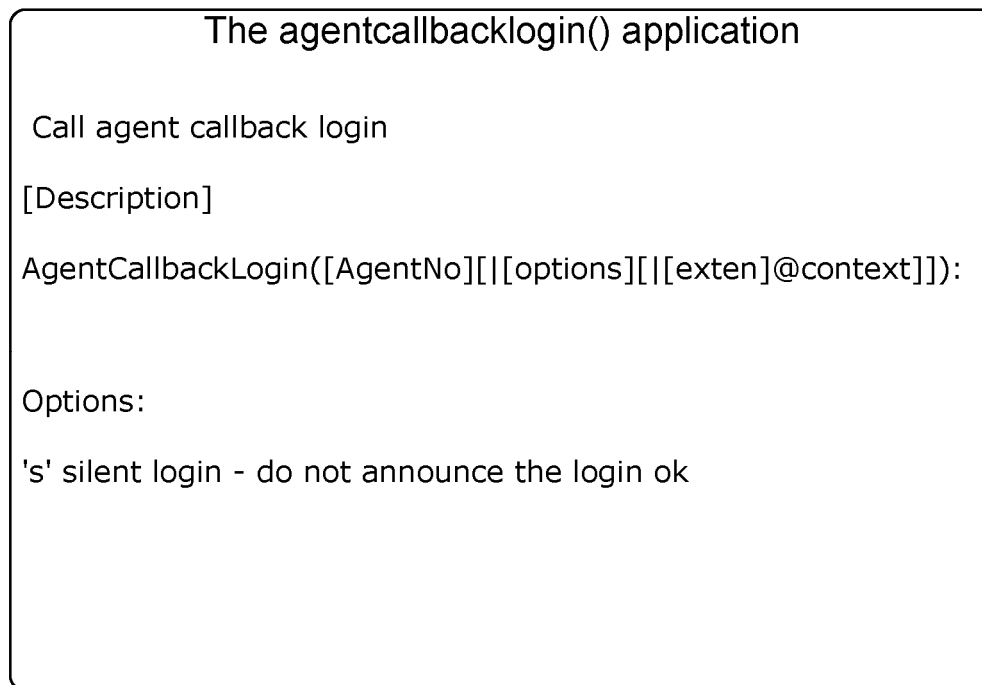 The agentcallbacklogin() application
Call agent callback login
[Description]
AgentCallbackLogin([AgentNo][|[options][|[exten]@context]]):
Options:
's' silent login - do not announce the login ok